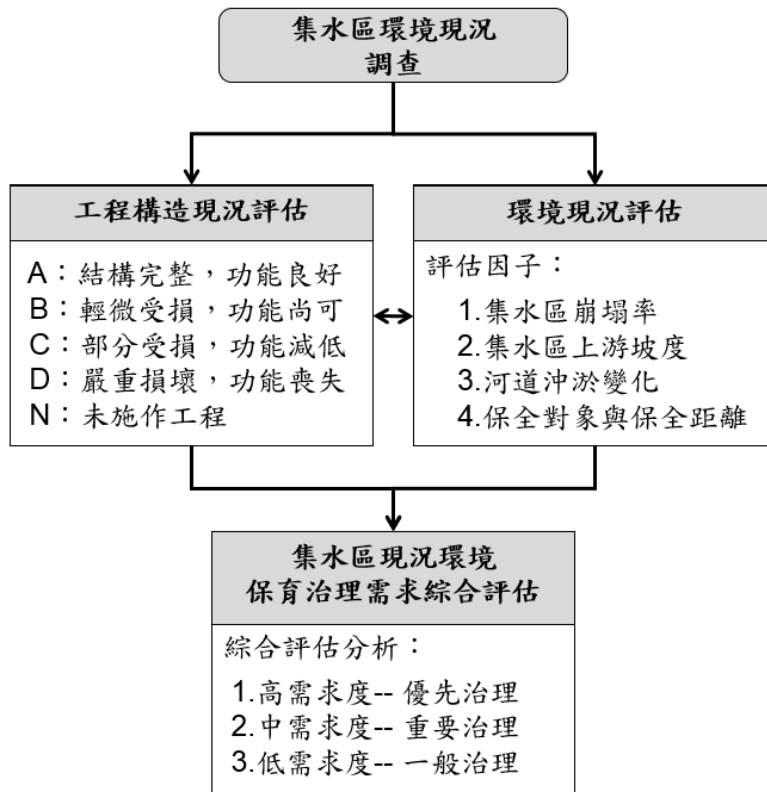 集水區環境現況
調查
工程構造現況評估
A：結構完整，功能良好
B：輕微受損，功能尚可
C：部分受損，功能減低
D：嚴重損壞，功能喪失
N：未施作工程
環境現況評估
評估因子：
1.集水區崩塌率
2.集水區上游坡度
3.河道沖淤變化
4.保全對象與保全距離
集水區現況環境
保育治理需求綜合評估
綜合評估分析：
1.高需求度-- 優先治理
2.中需求度-- 重要治理
3.低需求度-- 一般治理